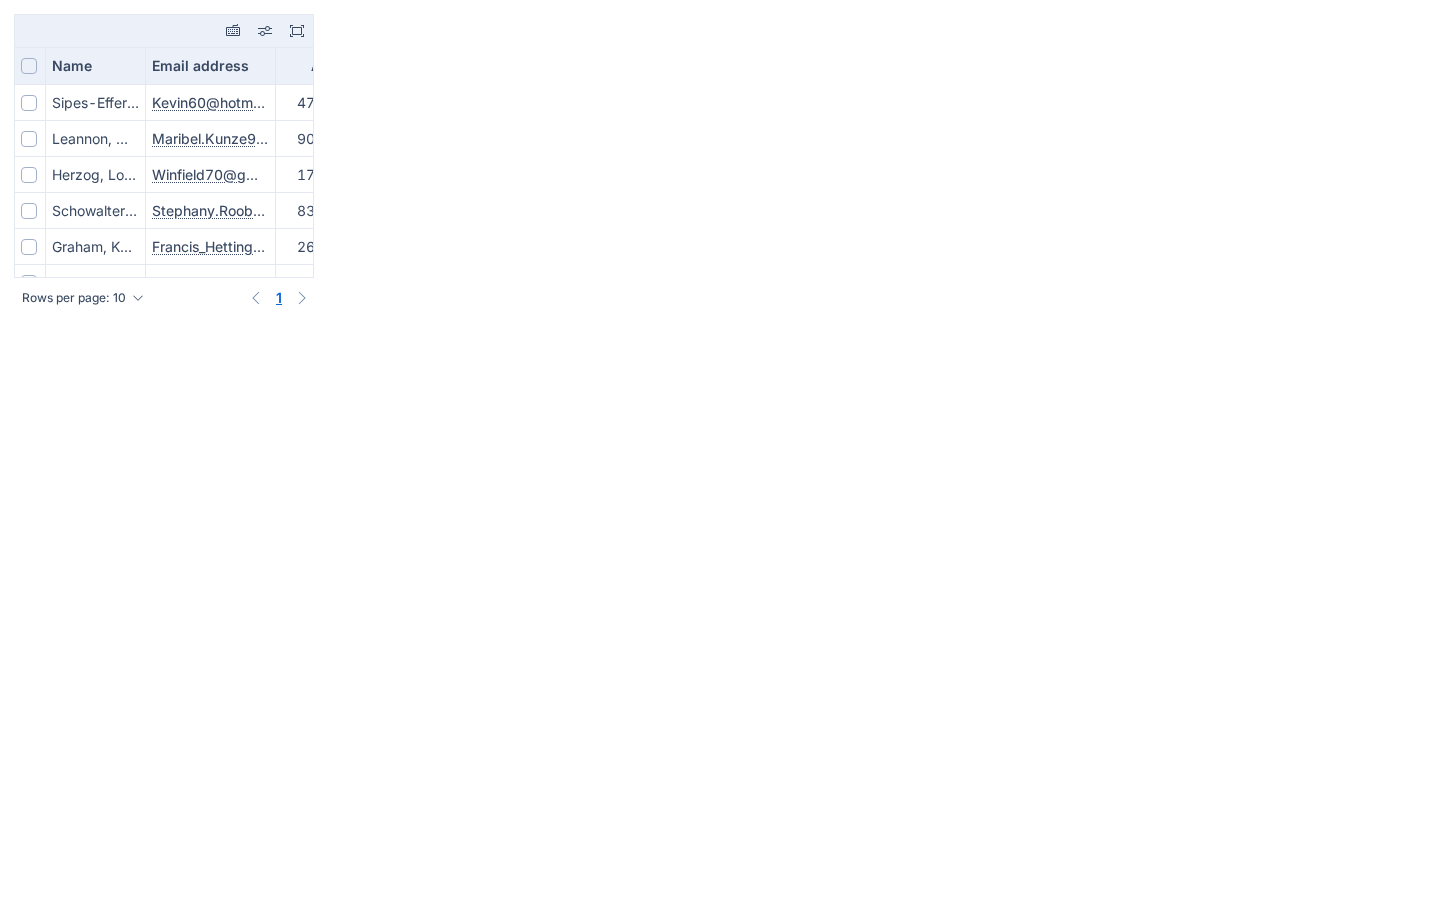 Name Email address
Sipes-Effer... Kevin60@hotm... 47
Leannon, ... Maribel.Kunze9... 90
Herzog, Lo... Winfield70@g... 17
Schowalter... Stephany.Roob... 83
Graham, K... Francis_Hetting... 26
Rows per page: 10 1